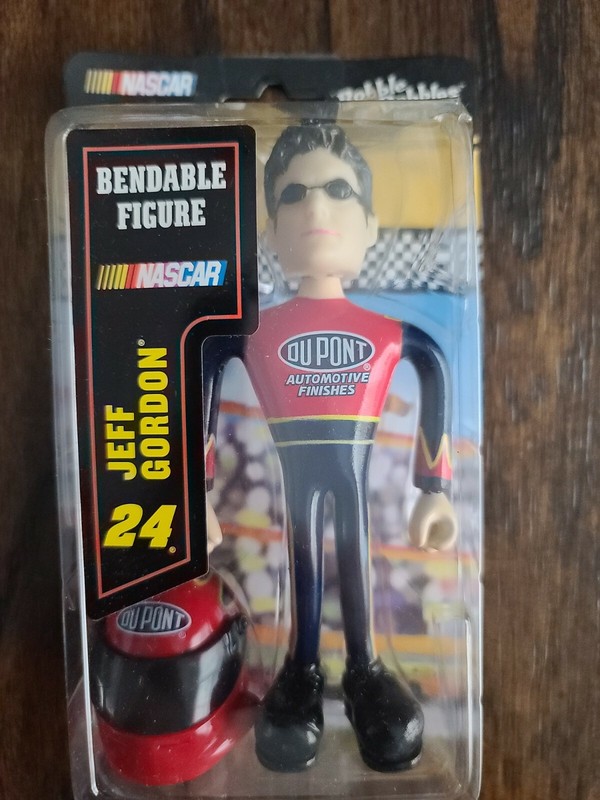 NASCAR
BENDABLE
FIGURE
NASCAR
JEFF
GORDON®
24
DU PONT
®
AUTOMOTIVE
FINISHES
DU PONT